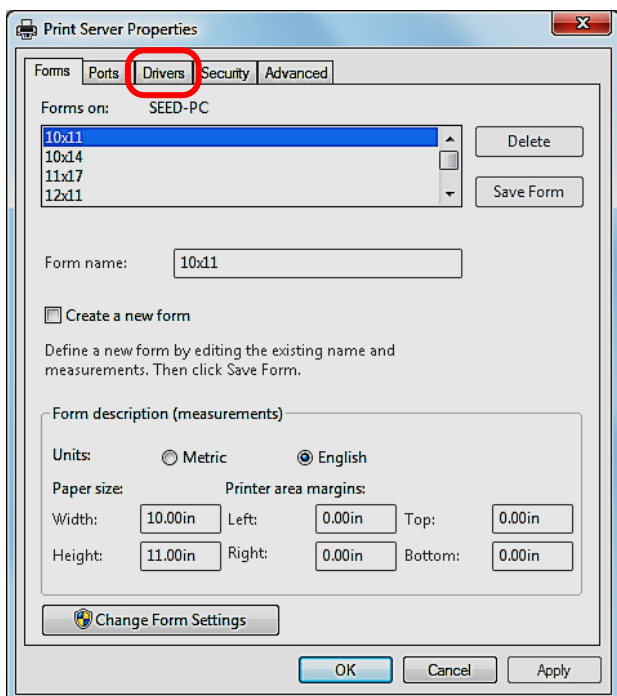 Print Server Properties
Forms Ports Drivers Security Advanced
Forms on: SEED-PC
10x11
10x14
11x17
12x11
Delete
Save Form
Form name: 10x11
Create a new form
Define a new form by editing the existing name and
measurements. Then click Save Form.
Form description (measurements)
Units: Metric English
Paper size: Printer area margins:
Width: 10.00in Left: 0.00in Top: 0.00in
Height: 11.00in Right: 0.00in Bottom: 0.00in
Change Form Settings
OK Cancel Apply